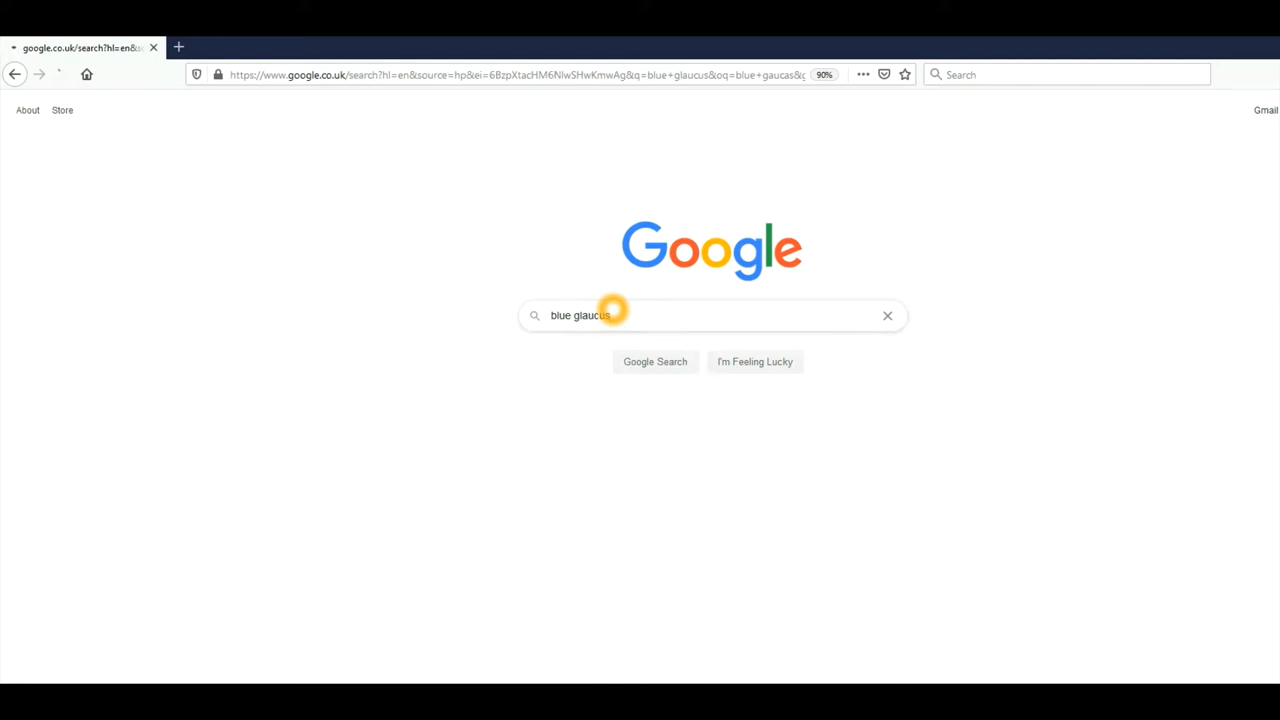 google.co.uk/search?hl=en&s
https://www.google.co.uk/search?hl=en&source=hp&ei=6BzpXtacHM6NlwSHwKmwAg&q=blue+glaucus&oq=blue+gaucas&g
90%
Search
About
Store
Gmail
Google
blue glaucus
Google Search
I'm Feeling Lucky